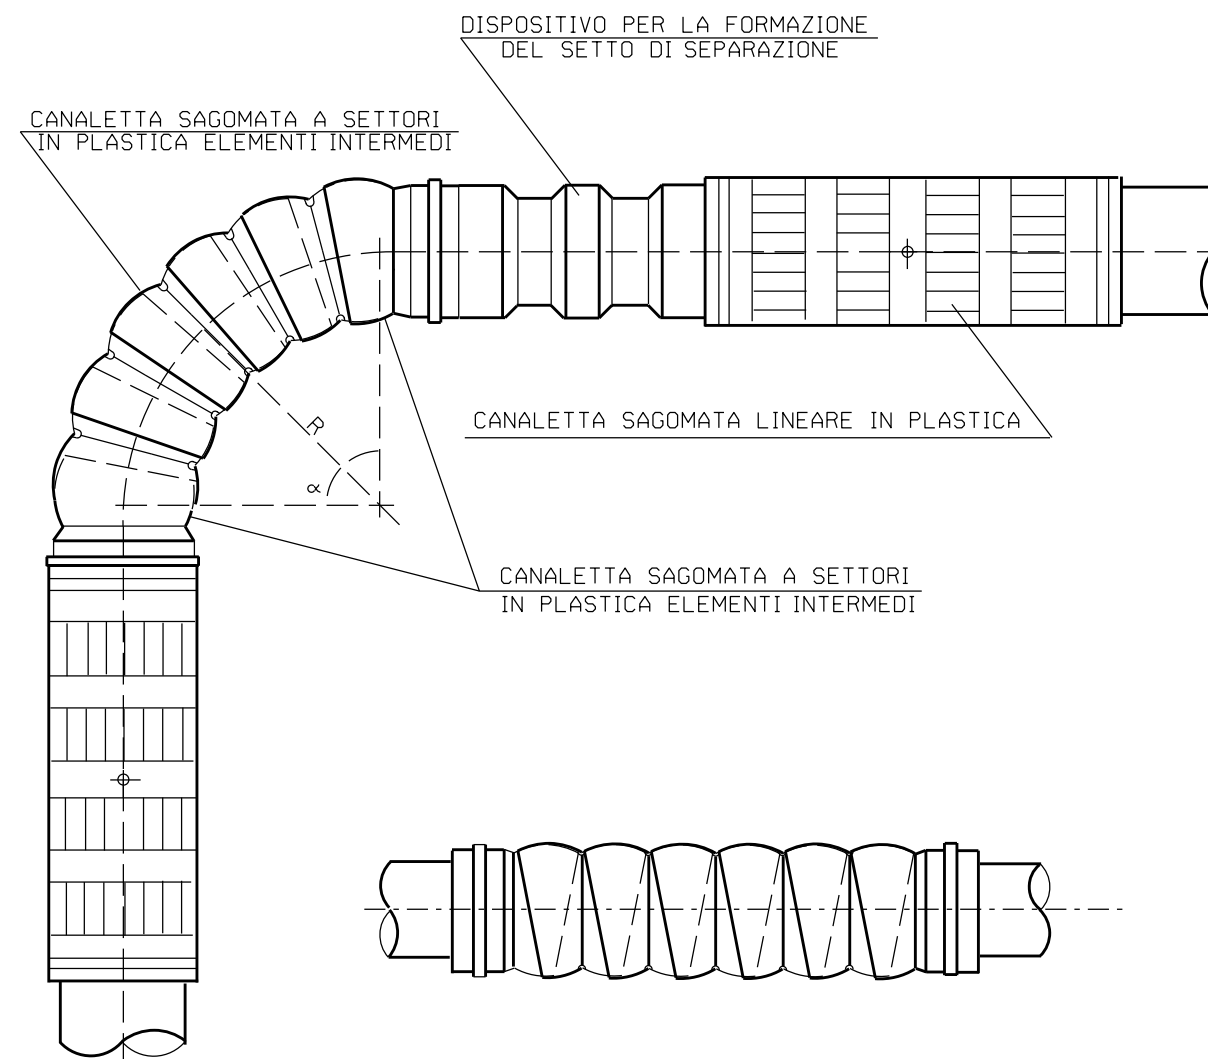 DISPOSITIVO PER LA FORMAZIONE
DEL SETTO DI SEPARAZIONE
CANALETTA SAGOMATA A SETTORI
IN PLASTICA ELEMENTI INTERMEDI
CANALETTA SAGOMATA LINEARE IN PLASTICA
R
α
CANALETTA SAGOMATA A SETTORI
IN PLASTICA ELEMENTI INTERMEDI